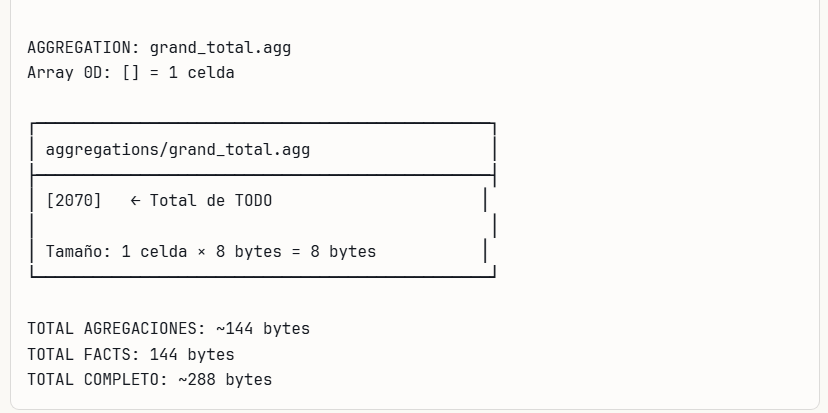 AGGREGATION: grand_total.agg
Array 0D: [] = 1 celda
aggregations/grand_total.agg
[2070] ← Total de TODO
Tamaño: 1 celda × 8 bytes = 8 bytes
TOTAL AGREGACIONES: ~144 bytes
TOTAL FACTS: 144 bytes
TOTAL COMPLETO: ~288 bytes